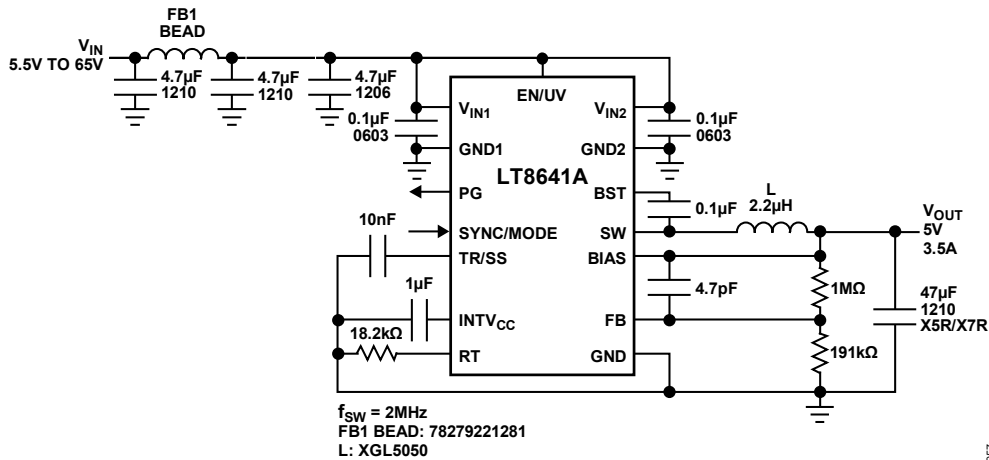 FB1
BEAD
VIN
5.5V TO 65V
4.7µF
1210
4.7µF
1210
4.7µF
1206
EN/UV
VIN1
VIN2
0.1µF
0603
0.1µF
0603
GND1
GND2
LT8641A
PG
BST
10nF
0.1µF
L
2.2µH
VOUT
5V
3.5A
SYNC/MODE
SW
TR/SS
BIAS
1µF
4.7pF
1MΩ
47µF
1210
X5R/X7R
INTVCC
FB
18.2kΩ
191kΩ
RT
GND
fSW = 2MHz
FB1 BEAD: 78279221281
L: XGL5050